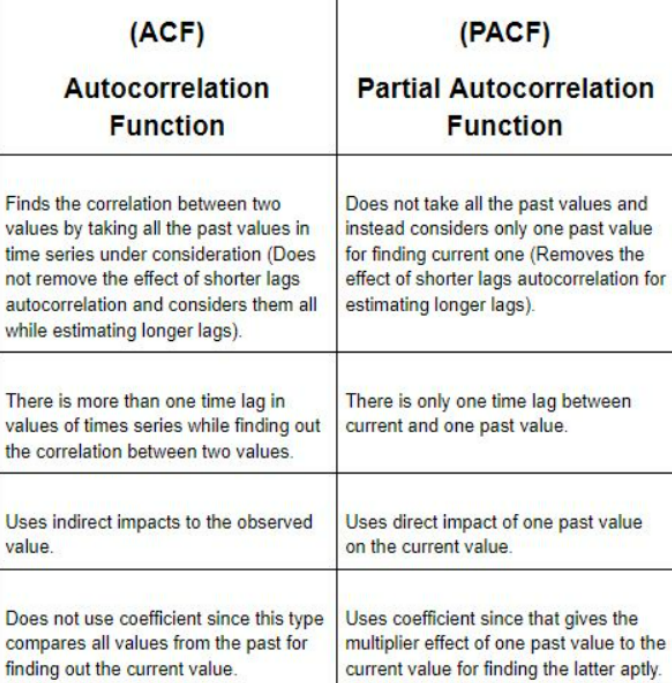 (ACF)
Autocorrelation
Function
(PACF)
Partial Autocorrelation
Function
Finds the correlation between two
values by taking all the past values in
time series under consideration (Does
not remove the effect of shorter lags
autocorrelation and considers them all
while estimating longer lags).
Does not take all the past values and
instead considers only one past value
for finding current one (Removes the
effect of shorter lags autocorrelation for
estimating longer lags).
There is more than one time lag in
values of times series while finding out
the correlation between two values.
There is only one time lag between
current and one past value.
Uses indirect impacts to the observed
value.
Uses direct impact of one past value
on the current value.
Does not use coefficient since this type
compares all values from the past for
finding out the current value.
Uses coefficient since that gives the
multiplier effect of one past value to the
current value for finding the latter aptly.